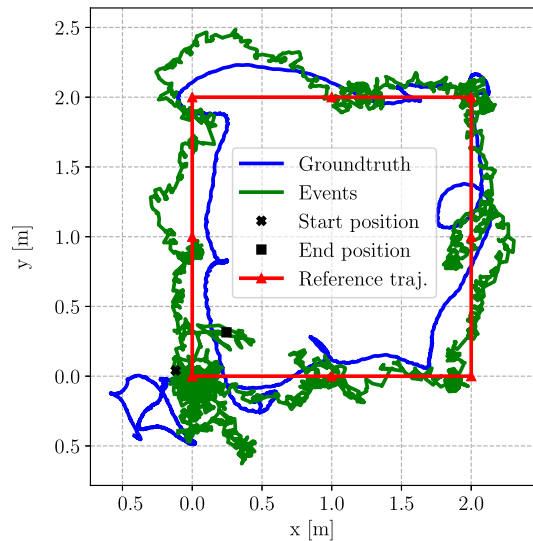 2.5
2.0
1.5
1.0
0.5
0.0
0.5
y [m]
Groundtruth
Events
Start position
End position
Reference traj.
0.5
0.0
0.5
1.0
1.5
2.0
x [m]